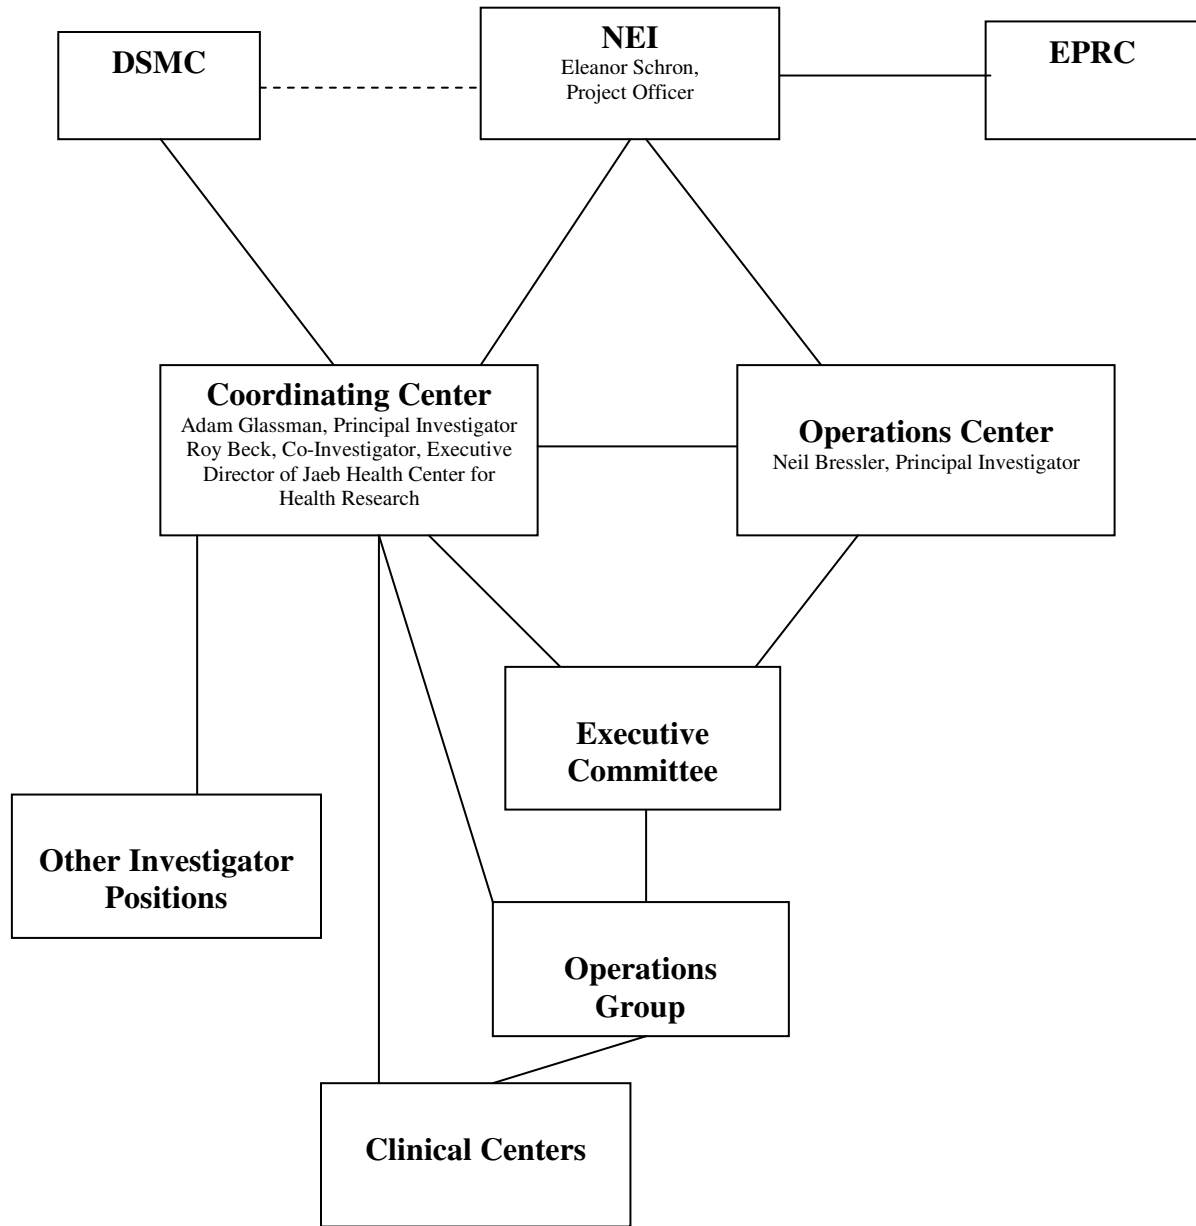 DSMC
NEI
Eleanor Schron,
Project Officer
EPRC
Coordinating Center
Adam Glassman, Principal Investigator
Roy Beck, Co-Investigator, Executive
Director of Jaeb Health Center for
Health Research
Operations Center
Neil Bressler, Principal Investigator
Executive
Committee
Other Investigator
Positions
Operations
Group
Clinical Centers